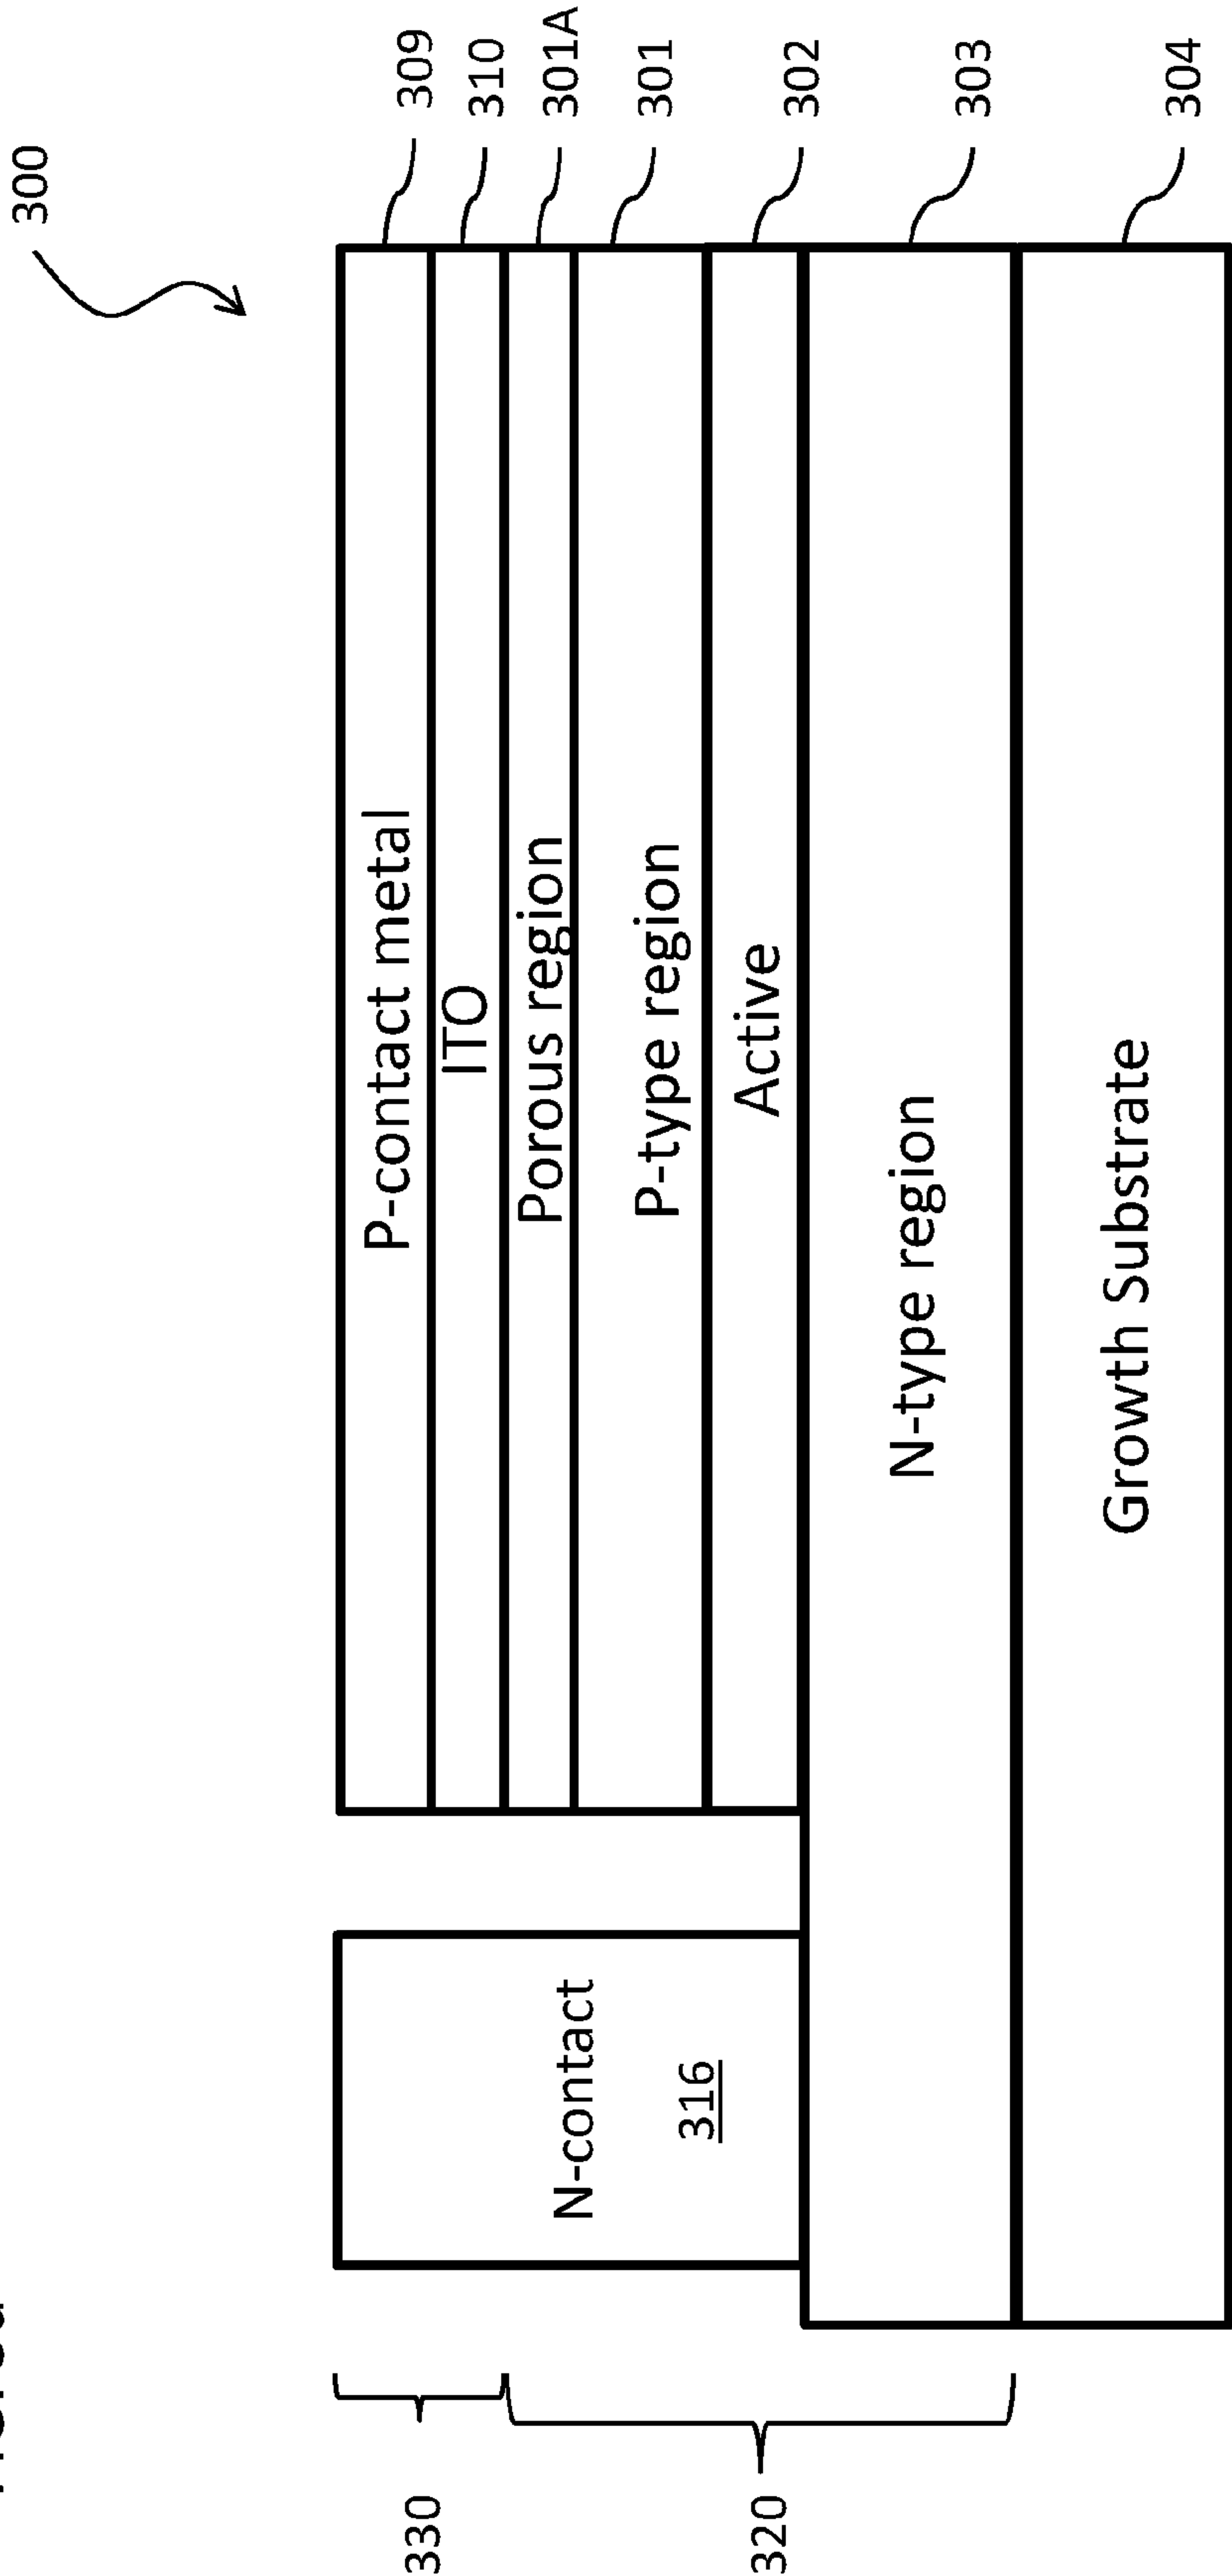 300
P-contact metal
309
ITO
310
Porous region
301A
P-type region
301
Active
302
N-type region
303
Growth Substrate
304
N-contact
316
330
320